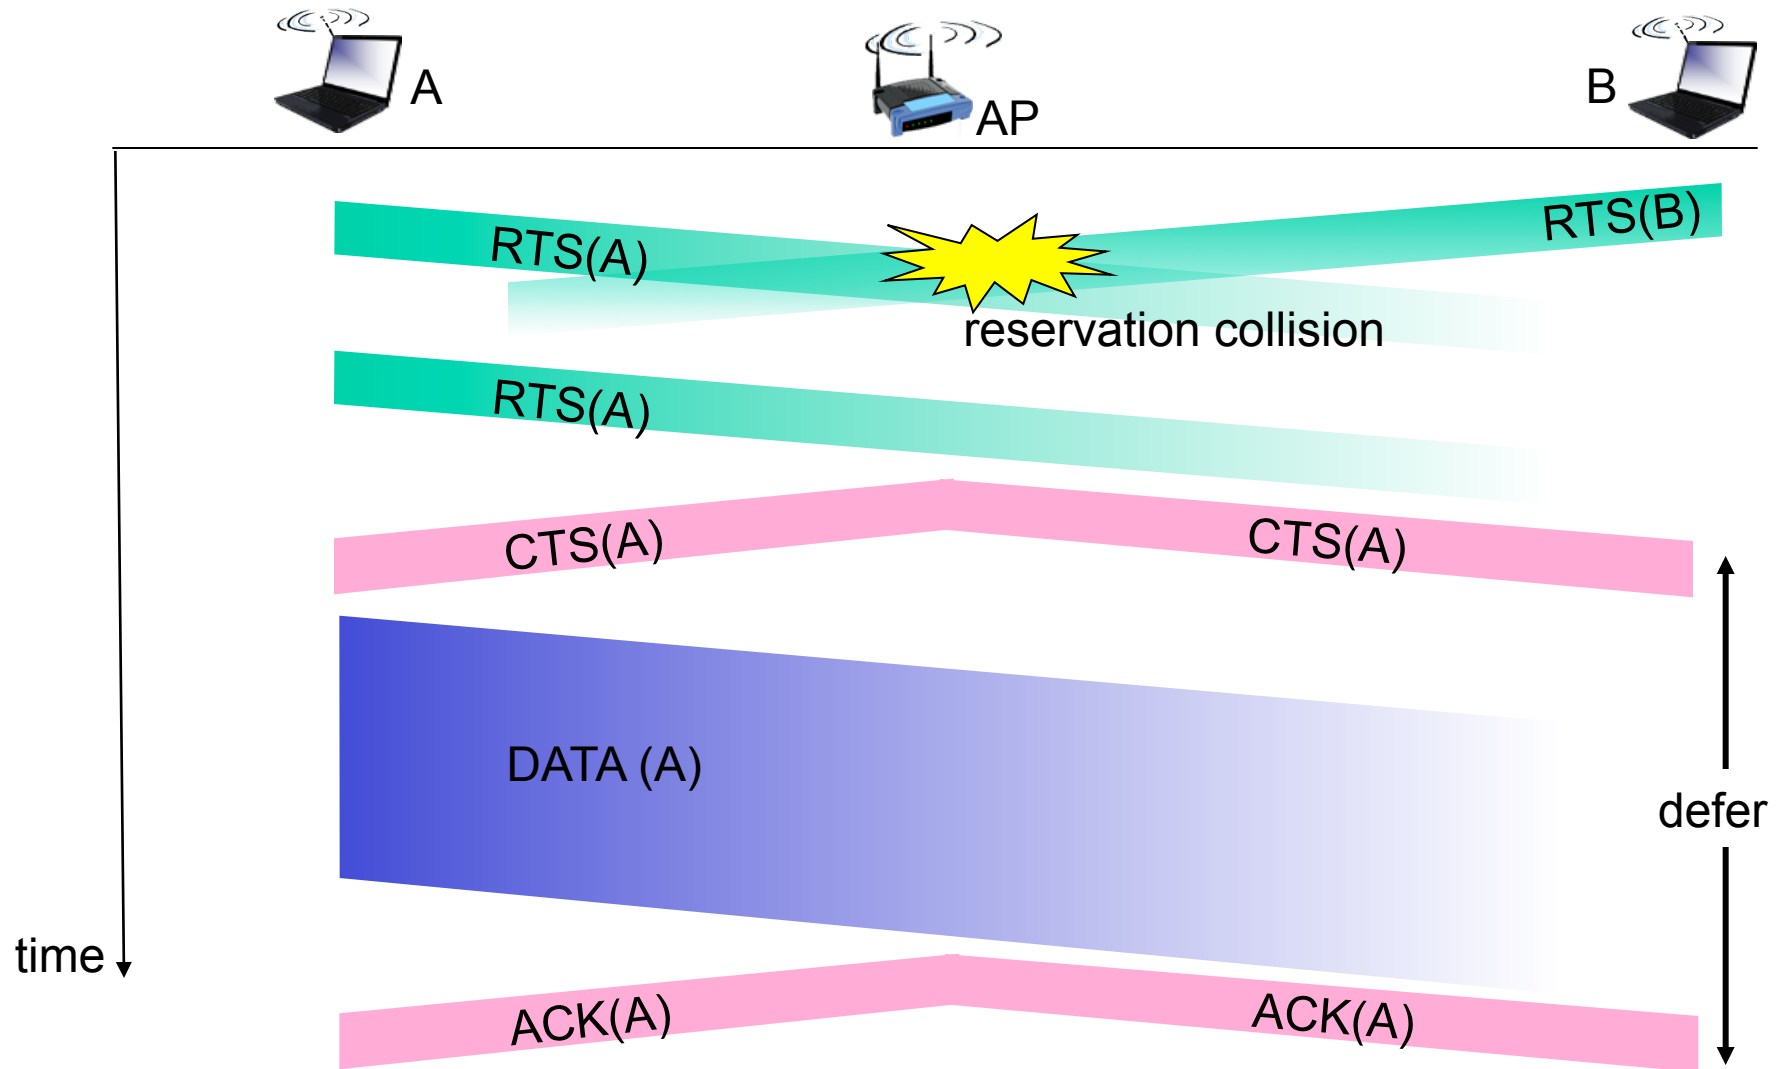 A
AP
B
RTS(A)
RTS(B)
reservation collision
RTS(A)
CTS(A)
CTS(A)
DATA (A)
defer
time
ACK(A)
ACK(A)